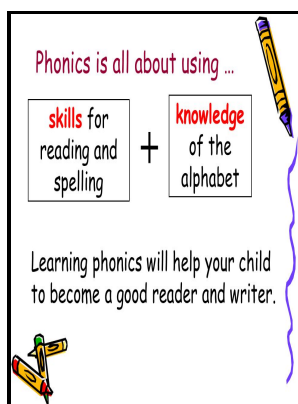 Phonics is all about using ...
skills for
reading and
spelling
+
knowledge
of the
alphabet
Learning phonics will help your child
to become a good reader and writer.